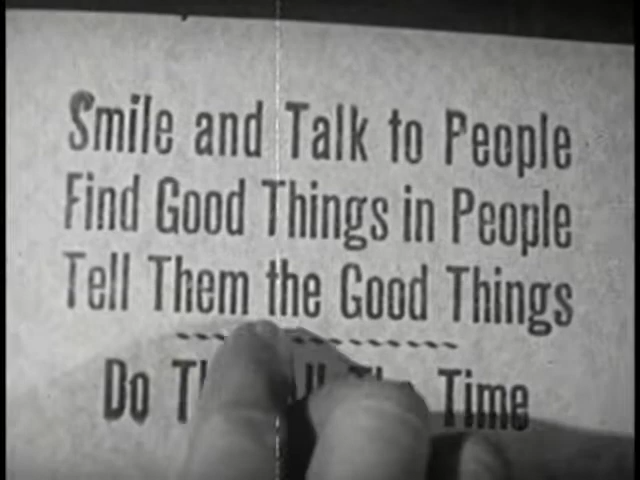 Smile and Talk to People
Find Good Things in People
Tell Them the Good Things
Do Time